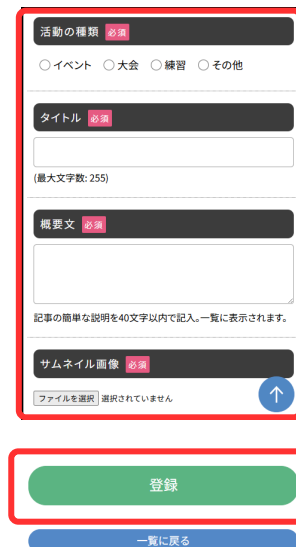 活動の種類 必須
イベント 大会 練習 その他
タイトル 必須
(最大文字数: 255)
概要文 必須
記事の簡単な説明を40文字以内で記入。一覧に表示されます。
サムネイル画像 必須
ファイルを選択 選択されていません
登録
一覧に戻る